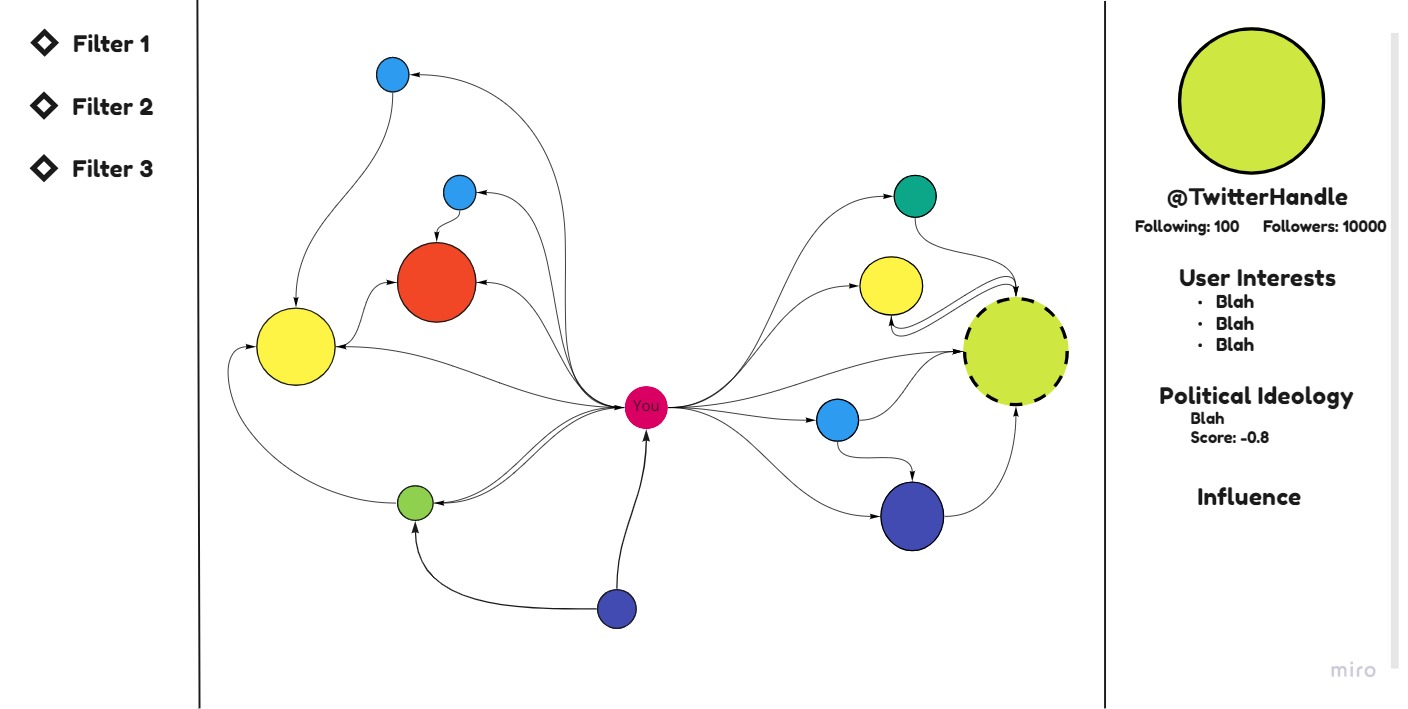 Filter 1
Filter 2
Filter 3
You
@TwitterHandle
Following: 100 Followers: 10000
User Interests
• Blah
• Blah
• Blah
Political Ideology
Blah
Score: -0.8
Influence
miro